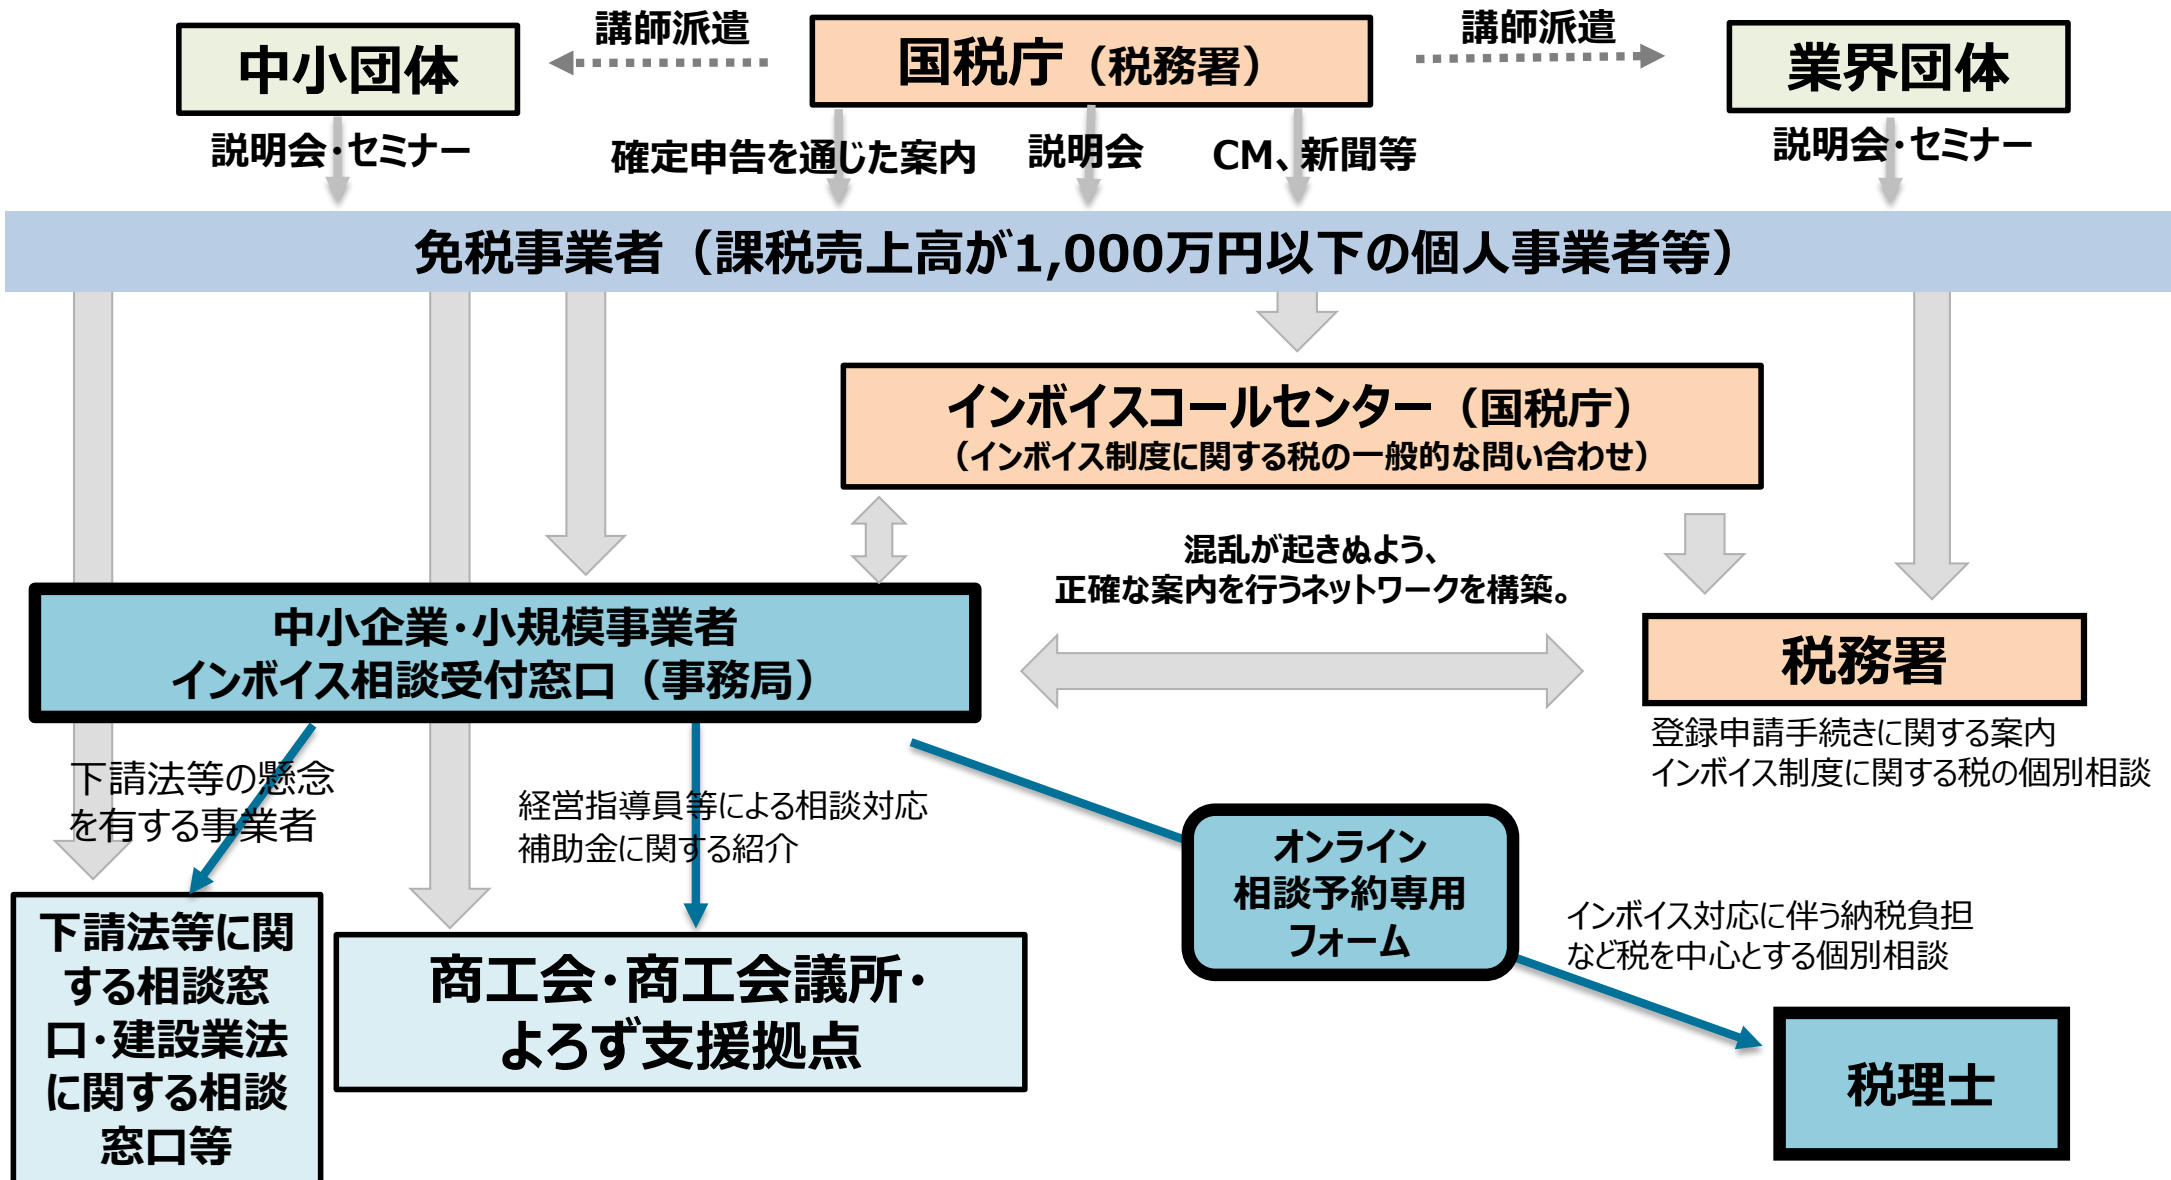 講師派遣
講師派遣
中小団体
国税庁（税務署）
業界団体
説明会・セミナー
確定申告を通じた案内
説明会
CM、新聞等
説明会・セミナー
免税事業者（課税売上高が1,000万円以下の個人事業者等）
インボイスコールセンター（国税庁）
（インボイス制度に関する税の一般的な問い合わせ）
混乱が起きぬよう、
正確な案内を行うネットワークを構築。
中小企業・小規模事業者
インボイス相談受付窓口（事務局）
税務署
登録申請手続きに関する案内
インボイス制度に関する税の個別相談
下請法等の懸念
を有する事業者
経営指導員等による相談対応
補助金に関する紹介
オンライン
相談予約専用
フォーム
インボイス対応に伴う納税負担
など税を中心とする個別相談
下請法等に関
する相談窓
口・建設業法
に関する相談
窓口等
商工会・商工会議所・
よろず支援拠点
税理士